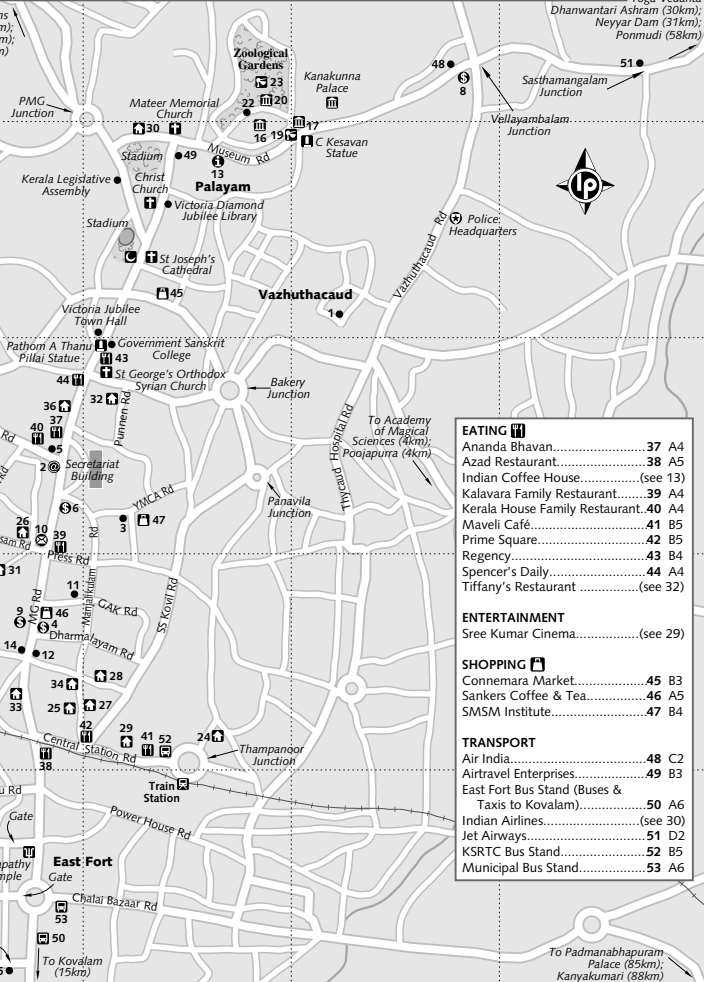 Dhanwantari Ashram (30km);
Neyyar Dam (31km);
Ponmudi (58km)
Zoological
Gardens
23
20
22
Kanakunna
Palace
48
8
51
Sasthamangalam
Junction
Vellayambalam
Junction
PMG
Junction
Mateer Memorial
Church
30
16
19
17
C Kesavan
Statue
Stadium
49
Museum Rd
13
Kerala Legislative
Assembly
Christ
Church
Palayam
Victoria Diamond
Jubilee Library
lp
Stadium
Police
Headquarters
Vazhuthacaud Rd
St Joseph's
Cathedral
45
Vazhuthacaud
1
Victoria Jubilee
Town Hall
Pathom A Thanu
Pillai Statue
Government Sanskrit
College
43
44
St George's Orthodox
Syrian Church
Bakery
Junction
36
32
Punnen Rd
37
40
5
Rd
2
Secretariat
Building
Thycaud Hospital Rd
To Academy
of Magical
Sciences (4km);
Poojapura (4km)
6
YMCA Rd
3
47
Panavila
Junction
26
10
39
Rd
Press Rd
31
11
Manjalikulam
MG Rd
GAK Rd
SS Kovil Rd
9
46
4
Dharmalayam Rd
14
12
34
28
33
25
27
42
29
41
52
24
Central Station Rd
38
Thampanoor
Junction
Train
Station
Rd
Power House Rd
Gate
East Fort
Gate
Chalai Bazaar Rd
53
50
To Kovalam
(15km)
To Padmanabhapuram
Palace (85km);
Kanyakumari (88km)
EATING
Ananda Bhavan....................37 A4
Azad Restaurant...................38 A5
Indian Coffee House............(see 13)
Kalavara Family Restaurant....39 A4
Kerala House Family Restaurant..40 A4
Maveli Café........................41 B5
Prime Square......................42 B5
Regency............................43 B4
Spencer's Daily...................44 A4
Tiffany's Restaurant ............(see 32)
ENTERTAINMENT
Sree Kumar Cinema.............(see 29)
SHOPPING
Connemara Market...............45 B3
Sankers Coffee & Tea............46 A5
SMSM Institute...................47 B4
TRANSPORT
Air India...........................48 C2
Airtravel Enterprises.............49 B3
East Fort Bus Stand (Buses &
Taxis to Kovalam)..............50 A6
Indian Airlines....................(see 30)
Jet Airways.......................51 D2
KSRTC Bus Stand................52 B5
Municipal Bus Stand.............53 A6